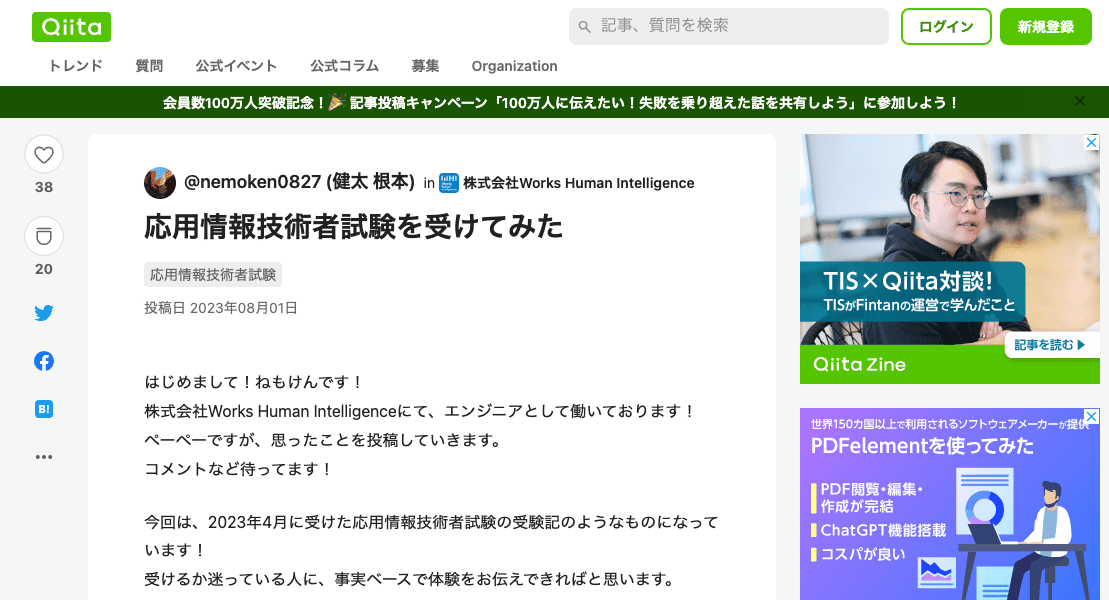 Qiita
記事、質問を検索
ログイン
新規登録
トレンド 質問 公式イベント 公式コラム 募集 Organization
会員数100万人突破記念！🎉 記事投稿キャンペーン「100万人に伝えたい！失敗を乗り超えた話を共有しよう」に参加しよう！
38
20
B!
@nemoken0827 (健太 根本) in 株式会社Works Human Intelligence
応用情報技術者試験を受けてみた
応用情報技術者試験
投稿日 2023年08月01日
はじめまして！ねもけんです！
株式会社Works Human Intelligenceにて、エンジニアとして働いております！
ペーペーですが、思ったことを投稿していきます。
コメントなど待ってます！
今回は、2023年4月に受けた応用情報技術者試験の受験記のようなものになって
います！
受けるか迷っている人に、事実ベースで体験をお伝えできればと思います。
TIS×Qiita対談！
TISがFintanの運営で学んだこと
記事を読む
Qiita Zine
世界150カ国以上で利用されるソフトウェアメーカーが提供
PDFelementを使ってみた
PDF閲覧・編集・
作成が完結
ChatGPT機能搭載
コスパが良い